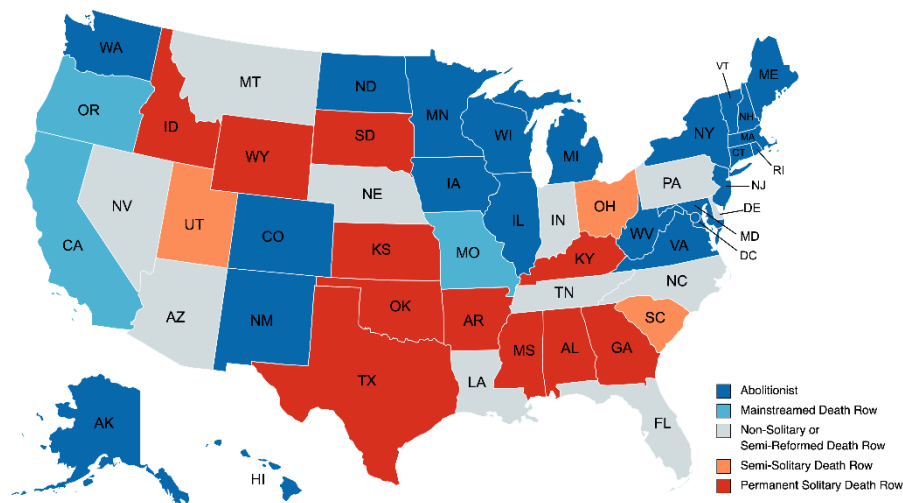 WA
MT
ND
MN
VT
ME
OR
ID
SD
WI
MI
NY
NH
MA
CT
RI
WY
NE
IA
PA
NJ
NV
UT
CO
IL
IN
OH
DE
MD
DC
CA
KS
MO
WV
VA
KY
AZ
NM
OK
AR
TN
NC
SC
TX
LA
MS
AL
GA
FL
AK
HI
Abolitionist
Mainstreamed Death Row
Non-Solitary or
Semi-Reformed Death Row
Semi-Solitary Death Row
Permanent Solitary Death Row